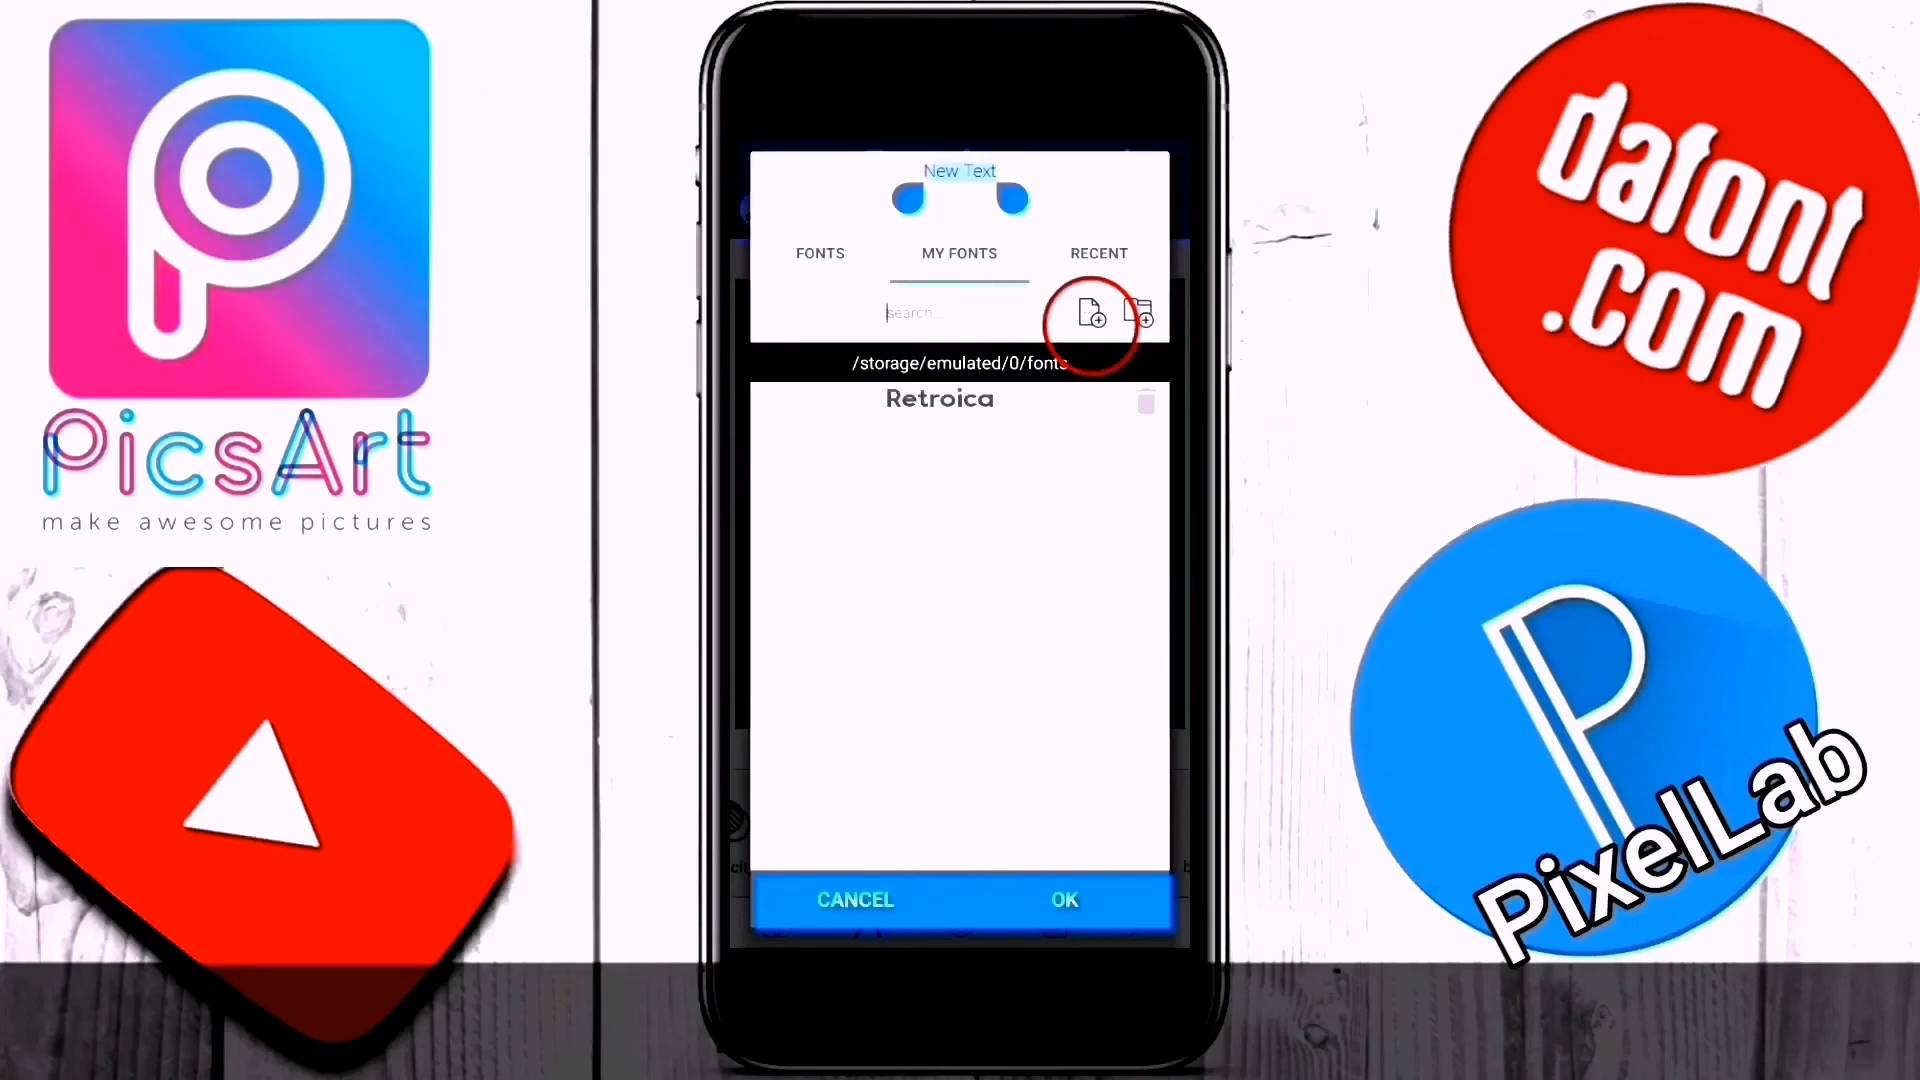 PicsArt
make awesome pictures
New Text
FONTS MY FONTS RECENT
search...
/storage/emulated/0/fonts
Retroica
CANCEL OK
dafont
.com
PixelLab